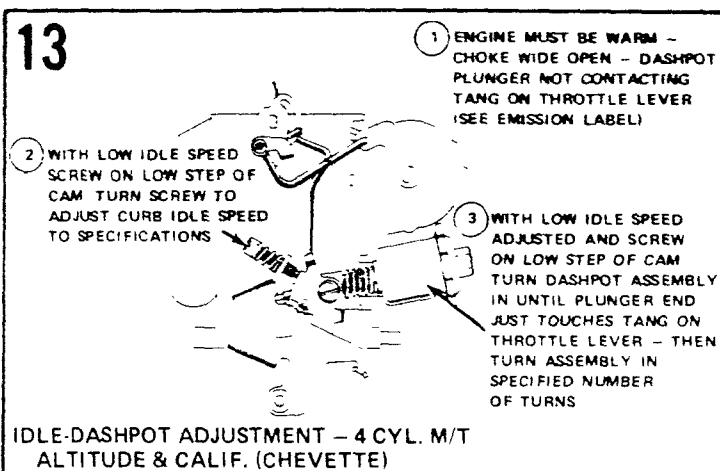 13
1 ENGINE MUST BE WARM –
CHOKE WIDE OPEN – DASHPOT
PLUNGER NOT CONTACTING
TANG ON THROTTLE LEVER
(SEE EMISSION LABEL)
2 WITH LOW IDLE SPEED
SCREW ON LOW STEP OF
CAM TURN SCREW TO
ADJUST CURB IDLE SPEED
TO SPECIFICATIONS
3 WITH LOW IDLE SPEED
ADJUSTED AND SCREW
ON LOW STEP OF CAM
TURN DASHPOT ASSEMBLY
IN UNTIL PLUNGER END
JUST TOUCHES TANG ON
THROTTLE LEVER – THEN
TURN ASSEMBLY IN
SPECIFIED NUMBER
OF TURNS
IDLE-DASHPOT ADJUSTMENT – 4 CYL. M/T
ALTITUDE & CALIF. (CHEVETTE)